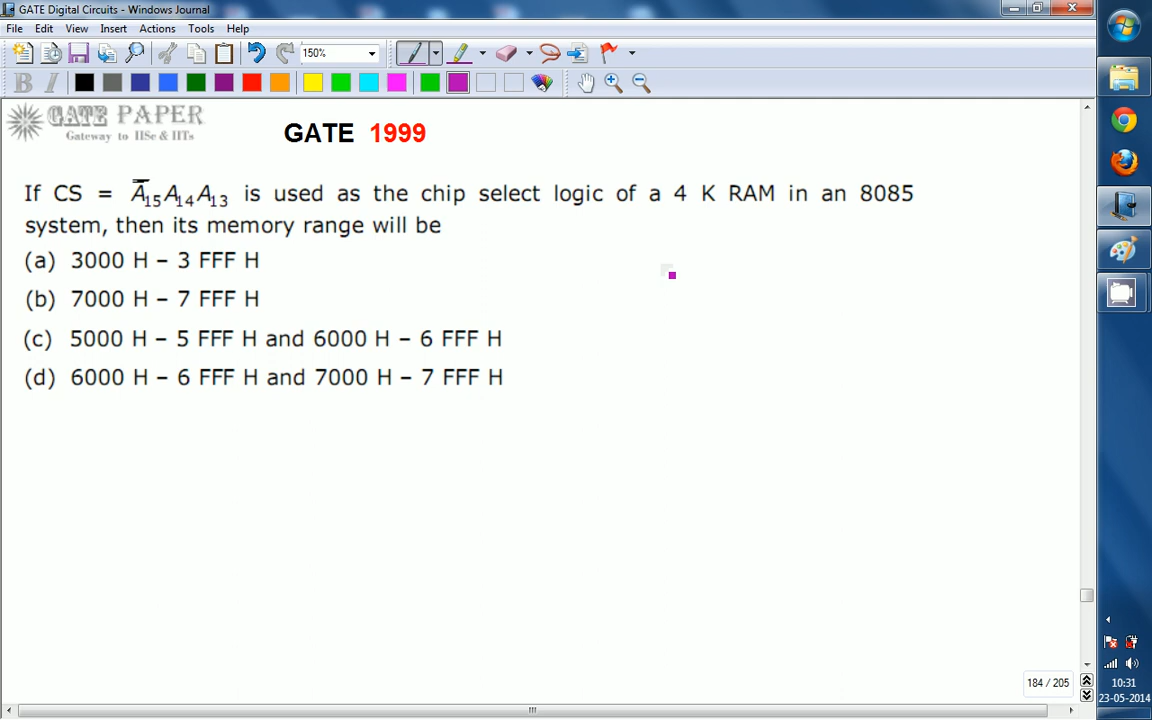 GATE Digital Circuits - Windows Journal
File Edit View Insert Actions Tools Help
150%
B I
GATE PAPER
Gateway to IISc & IITs
GATE 1999
If CS = A̅₁₅A₁₄A₁₃ is used as the chip select logic of a 4 K RAM in an 8085
system, then its memory range will be
(a) 3000 H – 3 FFF H
(b) 7000 H – 7 FFF H
(c) 5000 H – 5 FFF H and 6000 H – 6 FFF H
(d) 6000 H – 6 FFF H and 7000 H – 7 FFF H
184 / 205
10:31
23-05-2014